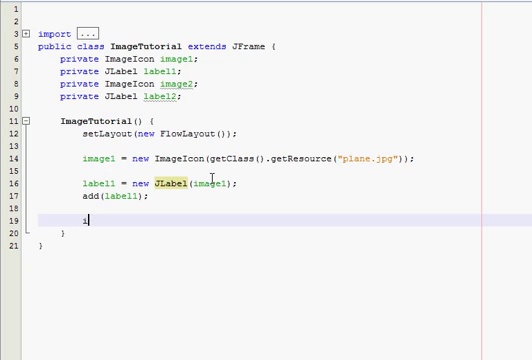 1
2
3 import ...
5 public class ImageTutorial extends JFrame {
6 private ImageIcon image1;
7 private JLabel label1;
8 private ImageIcon image2;
9 private JLabel label2;
10
11 ImageTutorial() {
12 setLayout(new FlowLayout());
13
14 image1 = new ImageIcon(getClass().getResource("plane.jpg"));
15
16 label1 = new JLabel(image1);
17 add(label1);
18
19 i
20 }
21 }